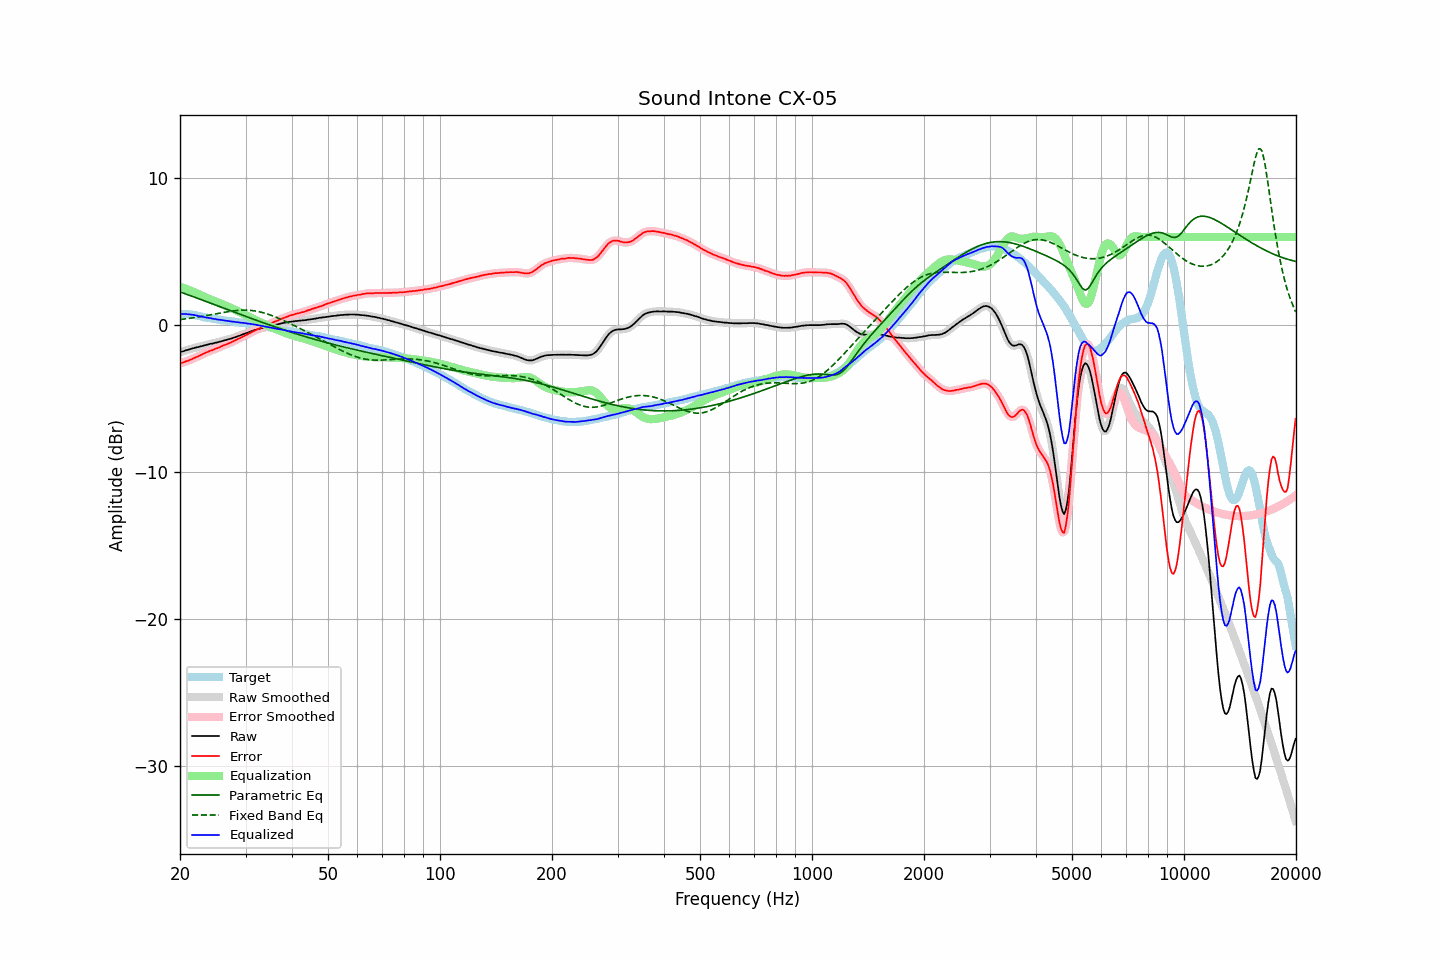 Sound Intone CX-05
Amplitude (dBr)
10
0
−10
−20
−30
Target
Raw Smoothed
Error Smoothed
Raw
Error
Equalization
Parametric Eq
Fixed Band Eq
Equalized
20 50 100 200 500 1000 2000 5000 10000 20000
Frequency (Hz)